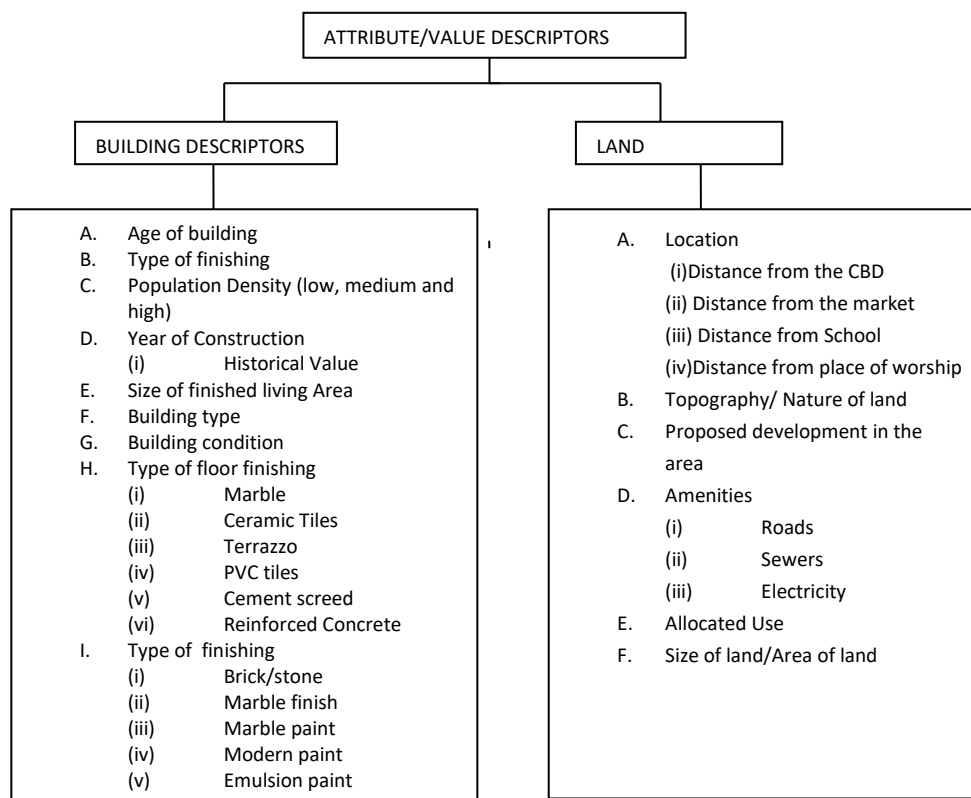 ATTRIBUTE/VALUE DESCRIPTORS
BUILDING DESCRIPTORS
LAND
A. Age of building
B. Type of finishing
C. Population Density (low, medium and
high)
D. Year of Construction
(i) Historical Value
E. Size of finished living Area
F. Building type
G. Building condition
H. Type of floor finishing
(i) Marble
(ii) Ceramic Tiles
(iii) Terrazzo
(iv) PVC tiles
(v) Cement screed
(vi) Reinforced Concrete
I. Type of finishing
(i) Brick/stone
(ii) Marble finish
(iii) Marble paint
(iv) Modern paint
(v) Emulsion paint
A. Location
(i)Distance from the CBD
(ii) Distance from the market
(iii) Distance from School
(iv)Distance from place of worship
B. Topography/ Nature of land
C. Proposed development in the
area
D. Amenities
(i) Roads
(ii) Sewers
(iii) Electricity
E. Allocated Use
F. Size of land/Area of land